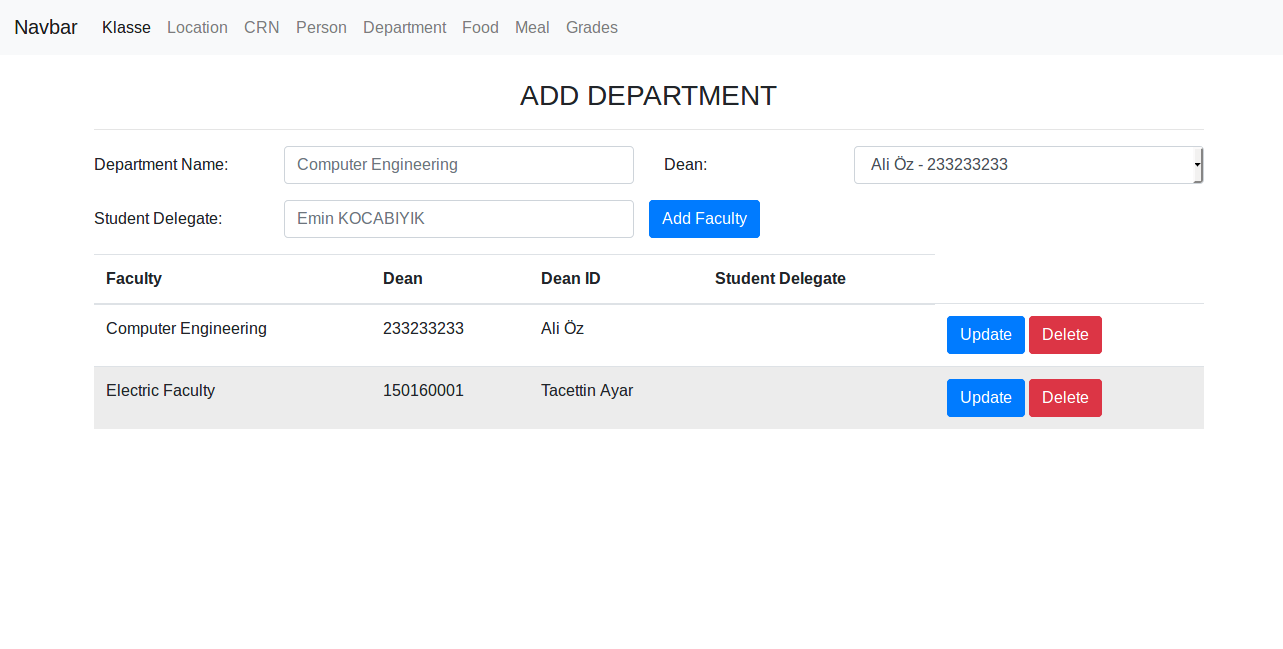 Navbar Klasse Location CRN Person Department Food Meal Grades
ADD DEPARTMENT
Department Name: Computer Engineering Dean: Ali Öz - 233233233
Student Delegate: Emin KOCABIYIK Add Faculty
Faculty Dean Dean ID Student Delegate
Computer Engineering 233233233 Ali Öz Update Delete
Electric Faculty 150160001 Tacettin Ayar Update Delete